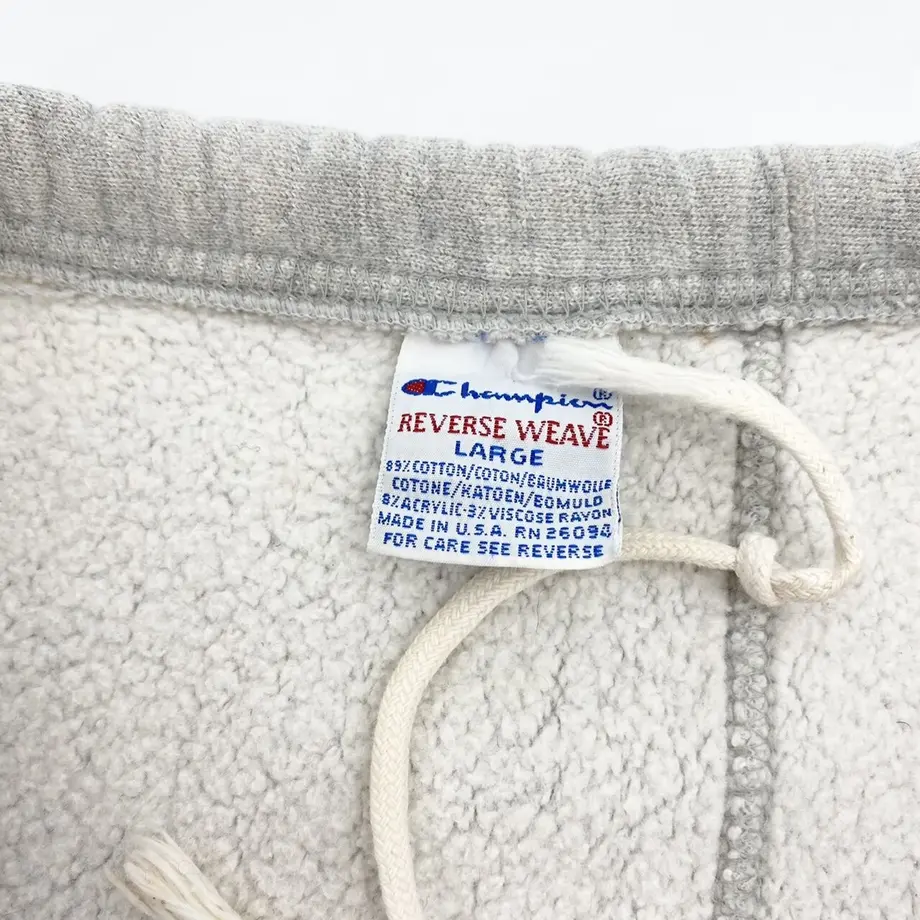 Champion®
REVERSE WEAVE®
LARGE
89% COTTON/COTON/BAUMWOLLE
COTONE/KATOEN/BOMULD
8% ACRYLIC-3% VISCOSE RAYON
MADE IN U.S.A. RN 26094
FOR CARE SEE REVERSE